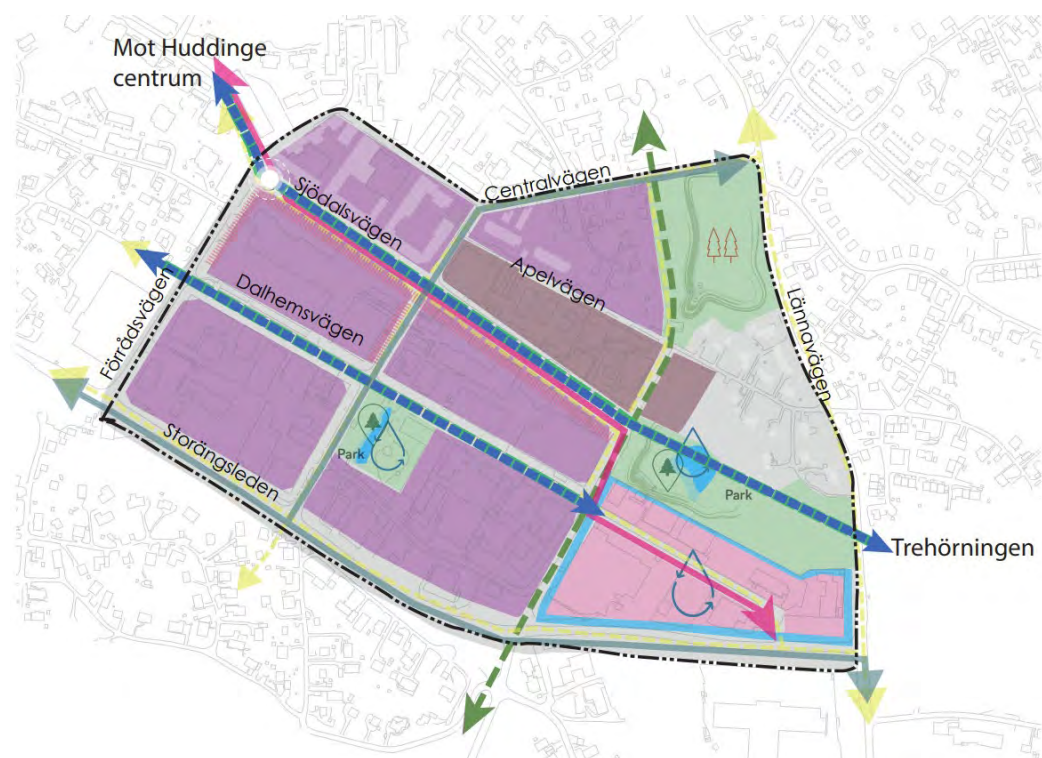 Mot Huddinge
centrum
Sjödalsvägen
Centralvägen
Apelvägen
Dalhemsvägen
Förrådsvägen
Lännavägen
Storängsleden
Park
Park
Trehörningen